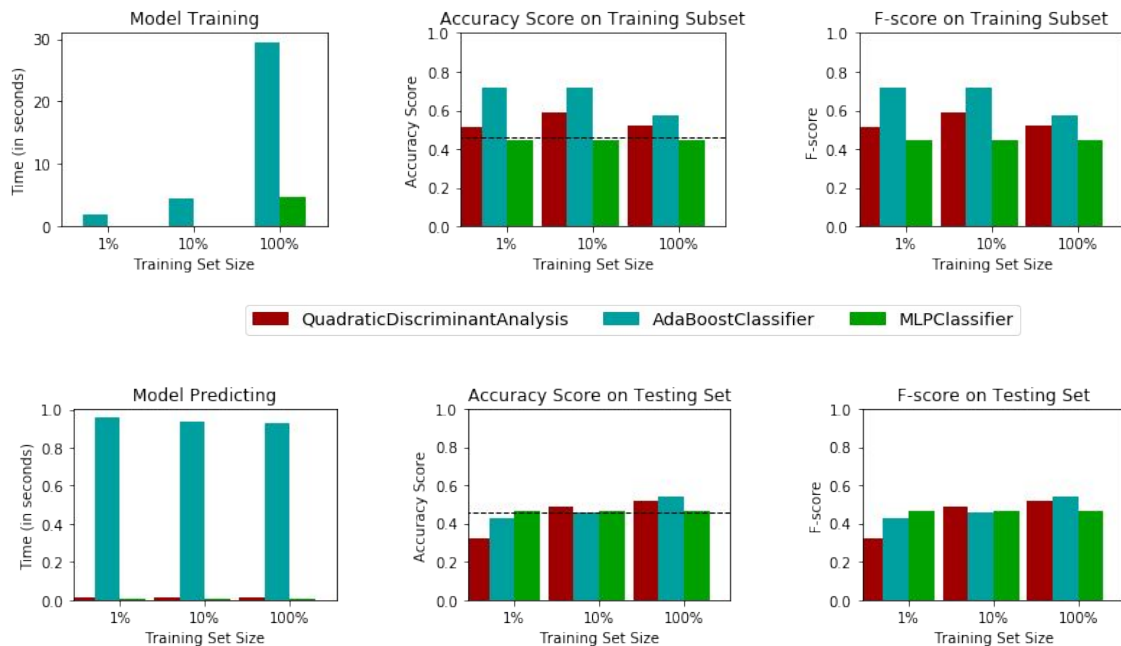 Model Training
Accuracy Score on Training Subset
F-score on Training Subset
Time (in seconds)
30
20
10
0
1%
10%
100%
Training Set Size
Accuracy Score
1.0
0.8
0.6
0.4
0.2
0.0
1%
10%
100%
Training Set Size
F-score
1.0
0.8
0.6
0.4
0.2
0.0
1%
10%
100%
Training Set Size
QuadraticDiscriminantAnalysis
AdaBoostClassifier
MLPClassifier
Model Predicting
Accuracy Score on Testing Set
F-score on Testing Set
Time (in seconds)
1.0
0.8
0.6
0.4
0.2
0.0
1%
10%
100%
Training Set Size
Accuracy Score
1.0
0.8
0.6
0.4
0.2
0.0
1%
10%
100%
Training Set Size
F-score
1.0
0.8
0.6
0.4
0.2
0.0
1%
10%
100%
Training Set Size